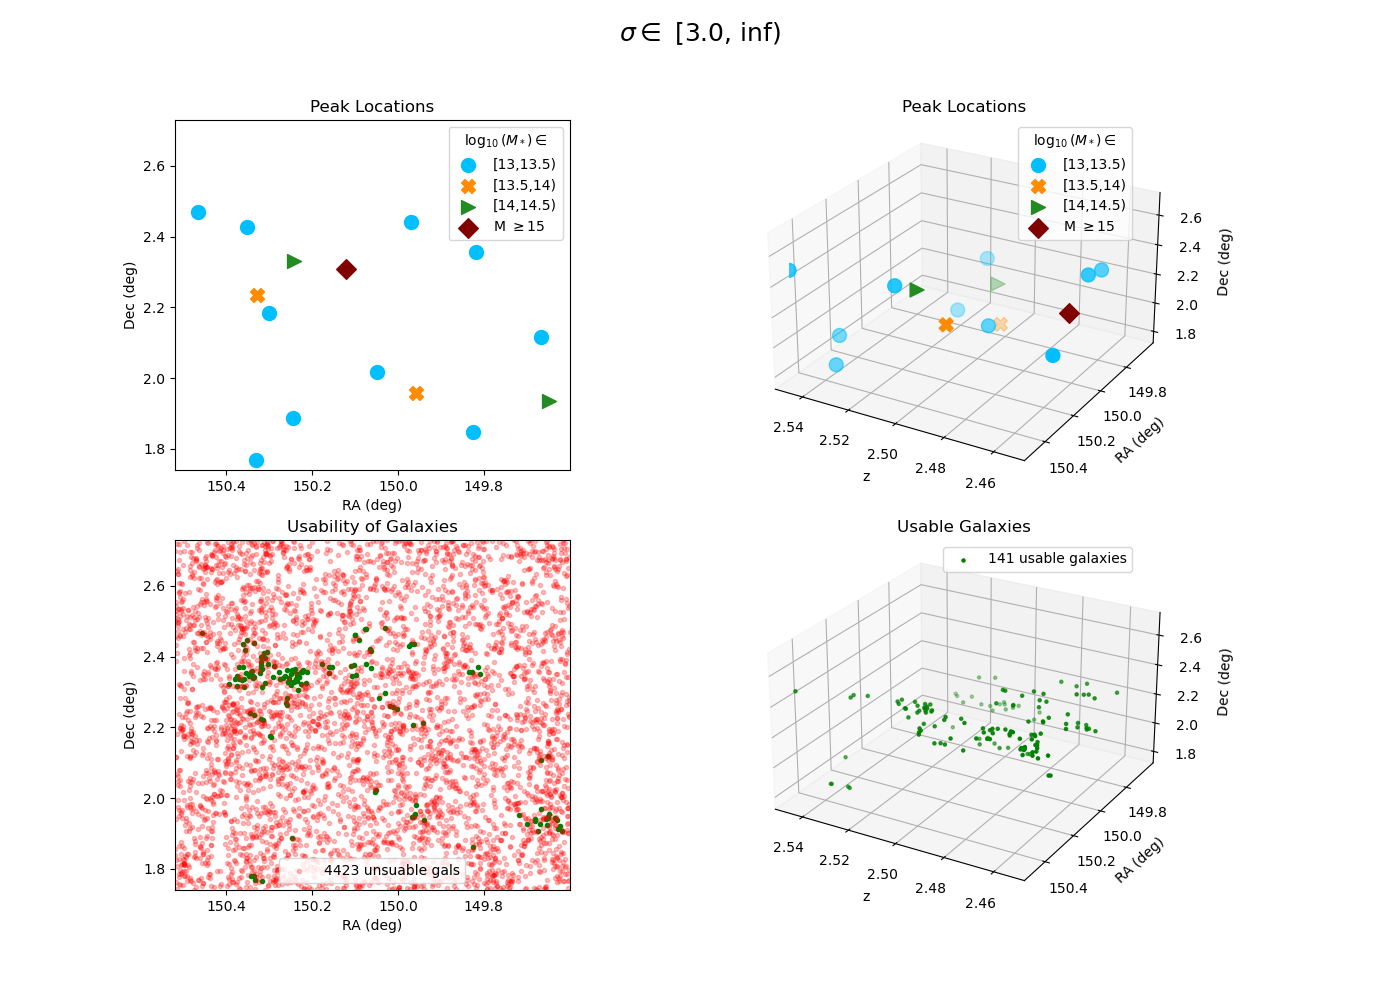 σ ∈ [3.0, inf)
Peak Locations
log₁₀(M*) ∈
[13,13.5)
[13.5,14)
[14,14.5)
M ≥15
2.6
2.4
2.2
2.0
1.8
Dec (deg)
150.4 150.2 150.0 149.8
RA (deg)
Peak Locations
log₁₀(M*) ∈
[13,13.5)
[13.5,14)
[14,14.5)
M ≥15
2.6
2.4
2.2
2.0
1.8
Dec (deg)
149.8
150.0
150.2
150.4
RA (deg)
2.54
2.52
2.50
2.48
2.46
z
Usability of Galaxies
2.6
2.4
2.2
2.0
1.8
Dec (deg)
4423 unsuable gals
150.4 150.2 150.0 149.8
RA (deg)
Usable Galaxies
141 usable galaxies
2.6
2.4
2.2
2.0
1.8
Dec (deg)
149.8
150.0
150.2
150.4
RA (deg)
2.54
2.52
2.50
2.48
2.46
z